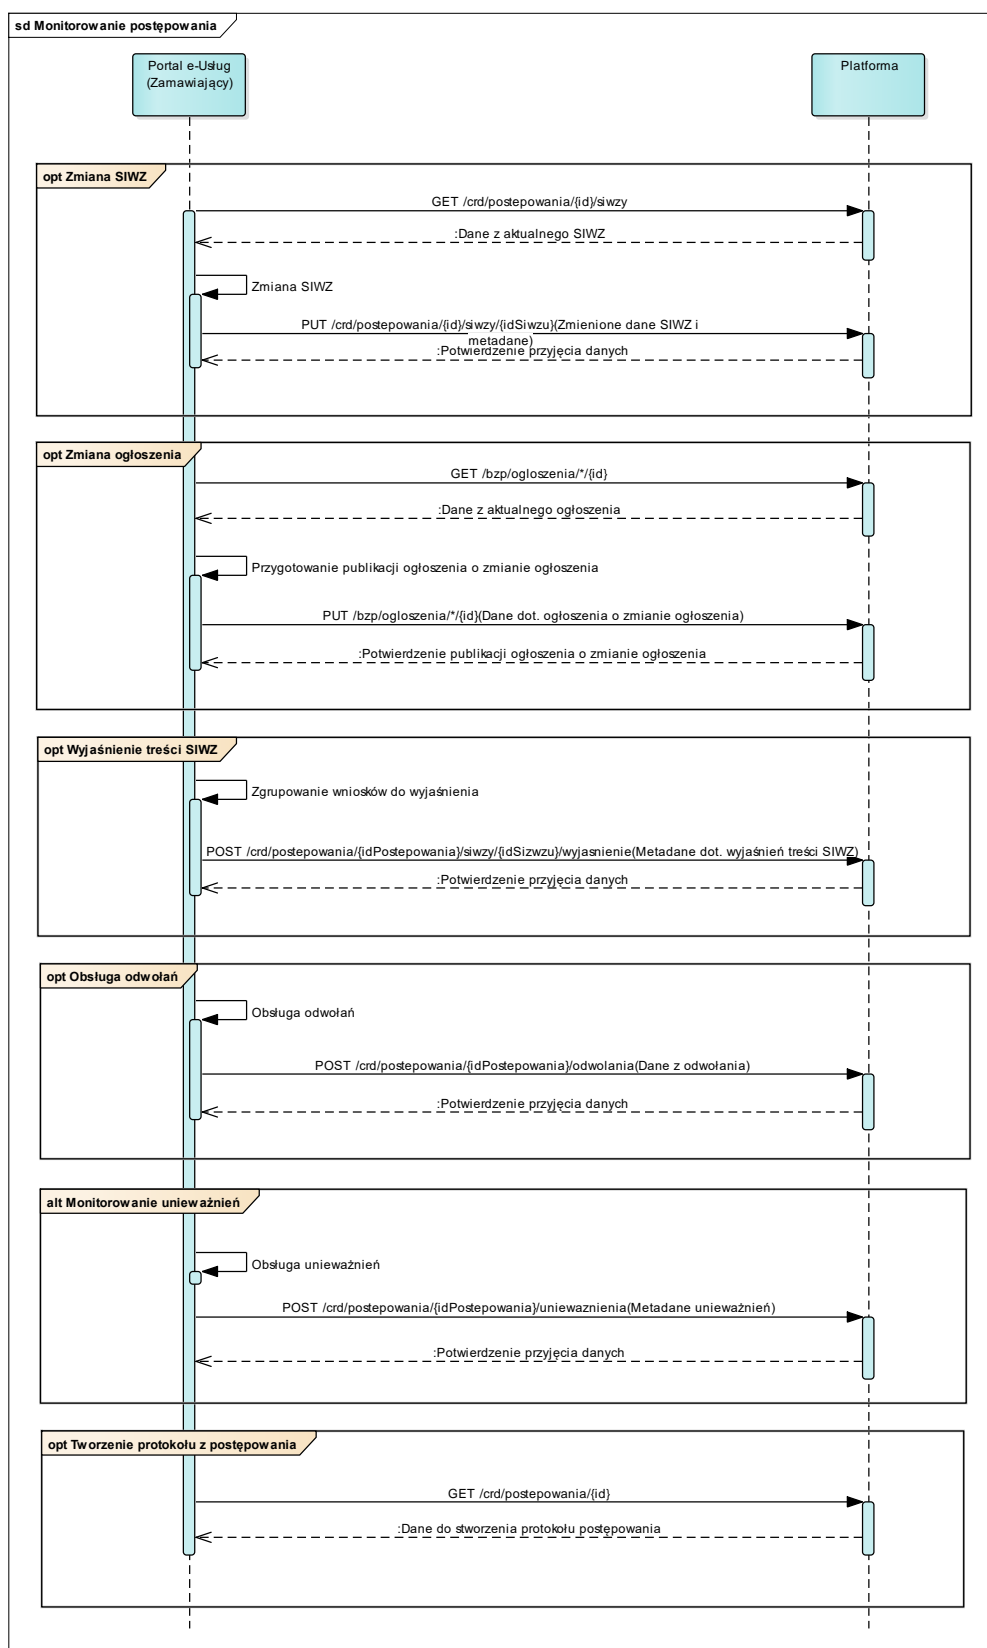 sd Monitorowanie postępowania
Portal e-Usług
(Zamawiający)
Platforma
opt Zmiana SIWZ
GET /crd/postepowania/{id}/siwzy
:Dane z aktualnego SIWZ
Zmiana SIWZ
PUT /crd/postepowania/{id}/siwzy/{idSiwzu}(Zmienione dane SIWZ i
metadane)
:Potwierdzenie przyjęcia danych
opt Zmiana ogłoszenia
GET /bzp/ogloszenia/*/{id}
:Dane z aktualnego ogłoszenia
Przygotowanie publikacji ogłoszenia o zmianie ogłoszenia
PUT /bzp/ogloszenia/*/{id}(Dane dot. ogłoszenia o zmianie ogłoszenia)
:Potwierdzenie publikacji ogłoszenia o zmianie ogłoszenia
opt Wyjaśnienie treści SIWZ
Zgrupowanie wniosków do wyjaśnienia
POST /crd/postepowania/{idPostepowania}/siwzy/{idSizwzu}/wyjasnienie(Metadane dot. wyjaśnień treści SIWZ)
:Potwierdzenie przyjęcia danych
opt Obsługa odwołań
Obsługa odwołań
POST /crd/postepowania/{idPostepowania}/odwolania(Dane z odwołania)
:Potwierdzenie przyjęcia danych
alt Monitorowanie unieważnień
Obsługa unieważnień
POST /crd/postepowania/{idPostepowania}/uniewaznienia(Metadane unieważnień)
:Potwierdzenie przyjęcia danych
opt Tworzenie protokołu z postępowania
GET /crd/postepowania/{id}
:Dane do stworzenia protokołu postępowania